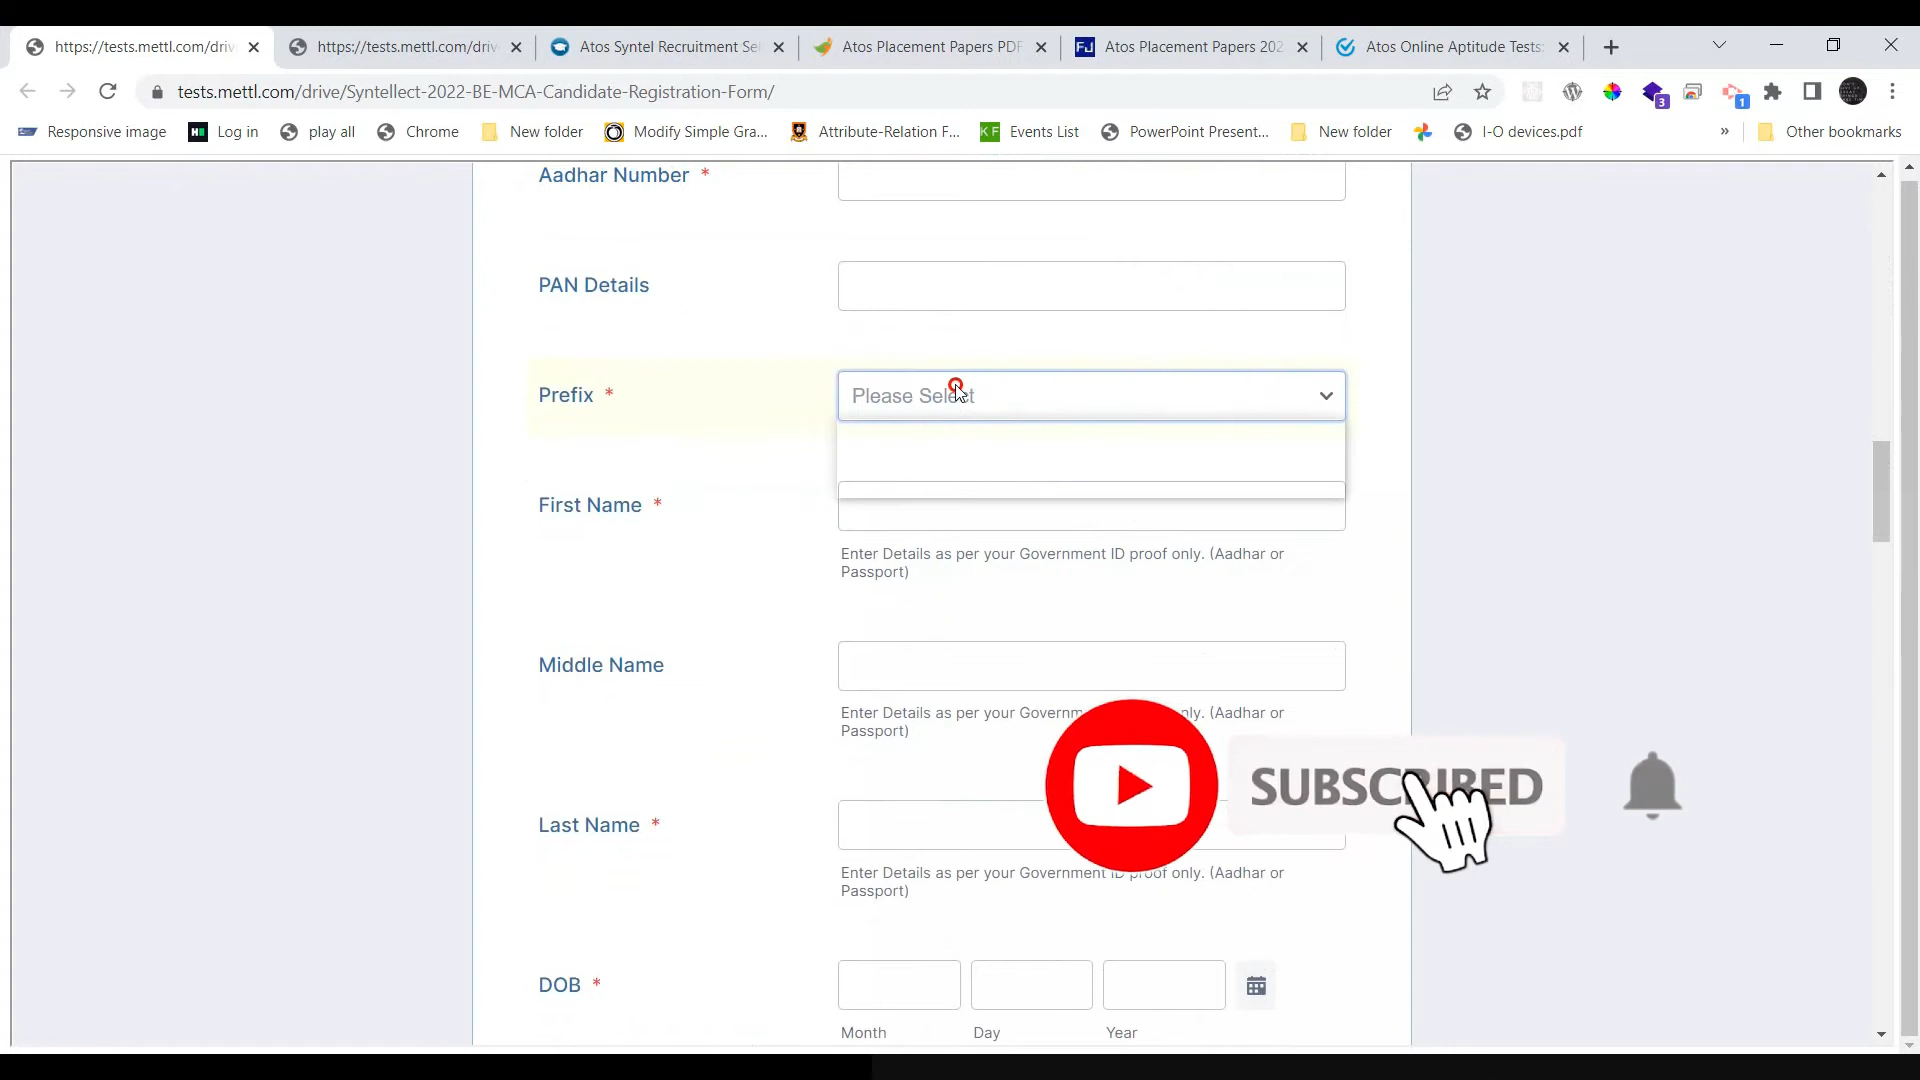 https://tests.mettl.com/driv
https://tests.mettl.com/driv
Atos Syntel Recruitment Se
Atos Placement Papers PDF
Atos Placement Papers 202
Atos Online Aptitude Tests:
tests.mettl.com/drive/Syntellect-2022-BE-MCA-Candidate-Registration-Form/
3
1
Responsive image
Log in
play all
Chrome
New folder
Modify Simple Gra...
Attribute-Relation F...
KF Events List
PowerPoint Present...
New folder
I-O devices.pdf
»
Other bookmarks
Aadhar Number *
PAN Details
Prefix *
Please Select
First Name *
Enter Details as per your Government ID proof only. (Aadhar or
Passport)
Middle Name
Enter Details as per your Governm nly. (Aadhar or
Passport)
Last Name *
Enter Details as per your Government ID proof only. (Aadhar or
Passport)
SUBSCRIBED
DOB *
Month
Day
Year